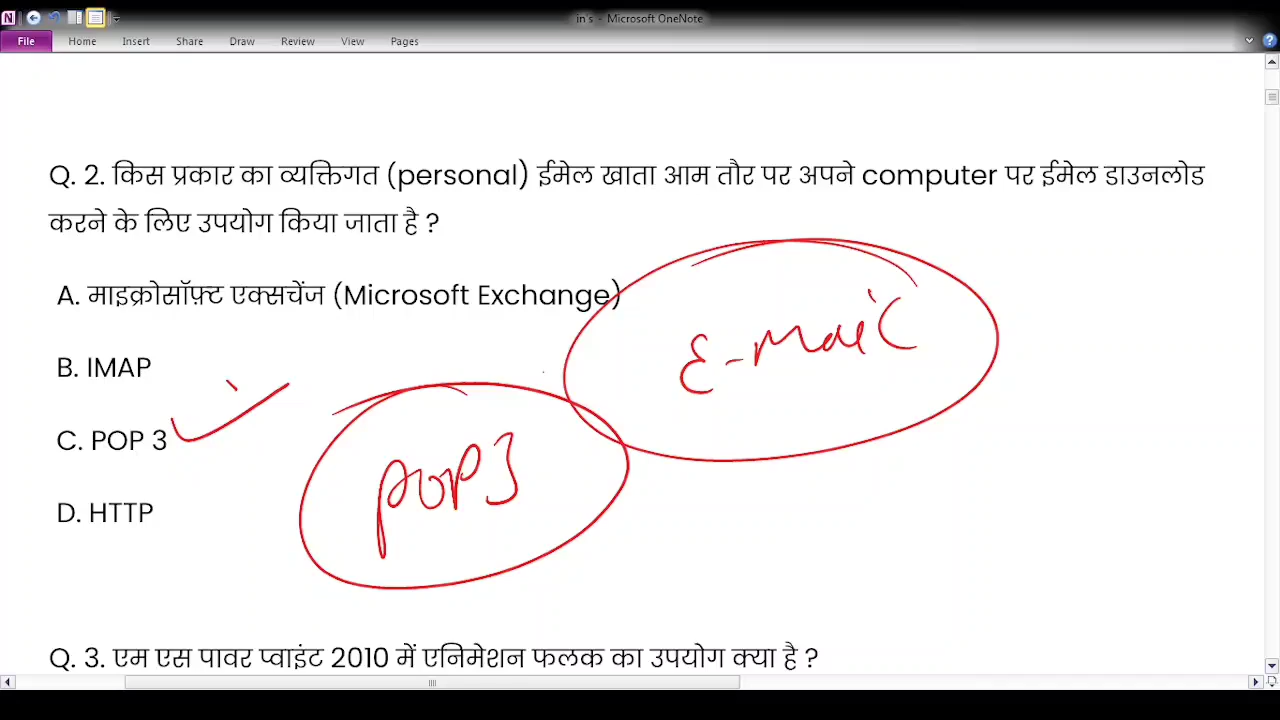 in s - Microsoft OneNote
File Home Insert Share Draw Review View Pages
Q. 2. किस प्रकार का व्यक्तिगत (personal) ईमेल खाता आम तौर पर अपने computer पर ईमेल डाउनलोड
करने के लिए उपयोग किया जाता है ?
A. माइक्रोसॉफ़्ट एक्सचेंज (Microsoft Exchange)
E-Mail
B. IMAP
C. POP 3
POP3
D. HTTP
Q. 3. एम एस पावर प्वाइंट 2010 में एनिमेशन फलक का उपयोग क्या है ?